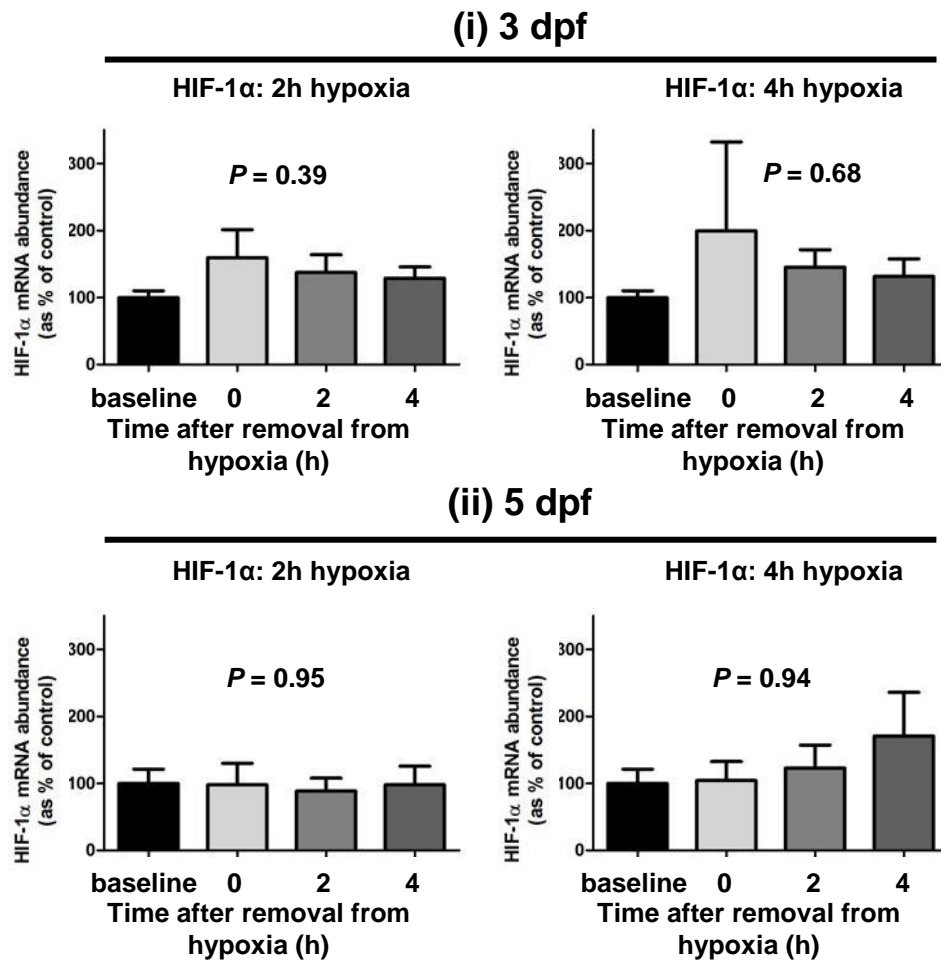 (i) 3 dpf
HIF-1α: 2h hypoxia
HIF-1α mRNA abundance
(as % of control)
300
200
100
0
P = 0.39
baseline 0 2 4
Time after removal from
hypoxia (h)
HIF-1α: 4h hypoxia
HIF-1α mRNA abundance
(as % of control)
300
200
100
0
P = 0.68
baseline 0 2 4
Time after removal from
hypoxia (h)
(ii) 5 dpf
HIF-1α: 2h hypoxia
HIF-1α mRNA abundance
(as % of control)
300
200
100
0
P = 0.95
baseline 0 2 4
Time after removal from
hypoxia (h)
HIF-1α: 4h hypoxia
HIF-1α mRNA abundance
(as % of control)
300
200
100
0
P = 0.94
baseline 0 2 4
Time after removal from
hypoxia (h)